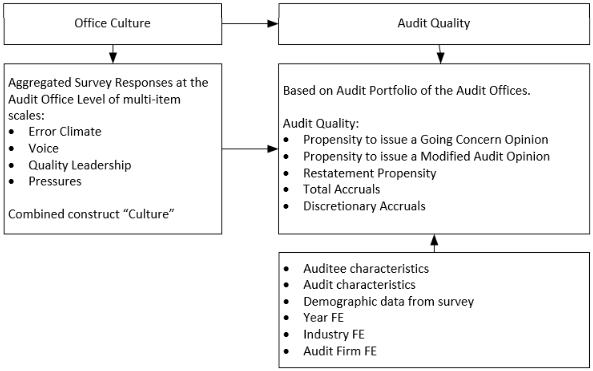 Office Culture
Audit Quality
Aggregated Survey Responses at the
Audit Office Level of multi-item
scales:
• Error Climate
• Voice
• Quality Leadership
• Pressures
Combined construct “Culture”
Based on Audit Portfolio of the Audit Offices.
Audit Quality:
• Propensity to issue a Going Concern Opinion
• Propensity to issue a Modified Audit Opinion
• Restatement Propensity
• Total Accruals
• Discretionary Accruals
• Auditee characteristics
• Audit characteristics
• Demographic data from survey
• Year FE
• Industry FE
• Audit Firm FE